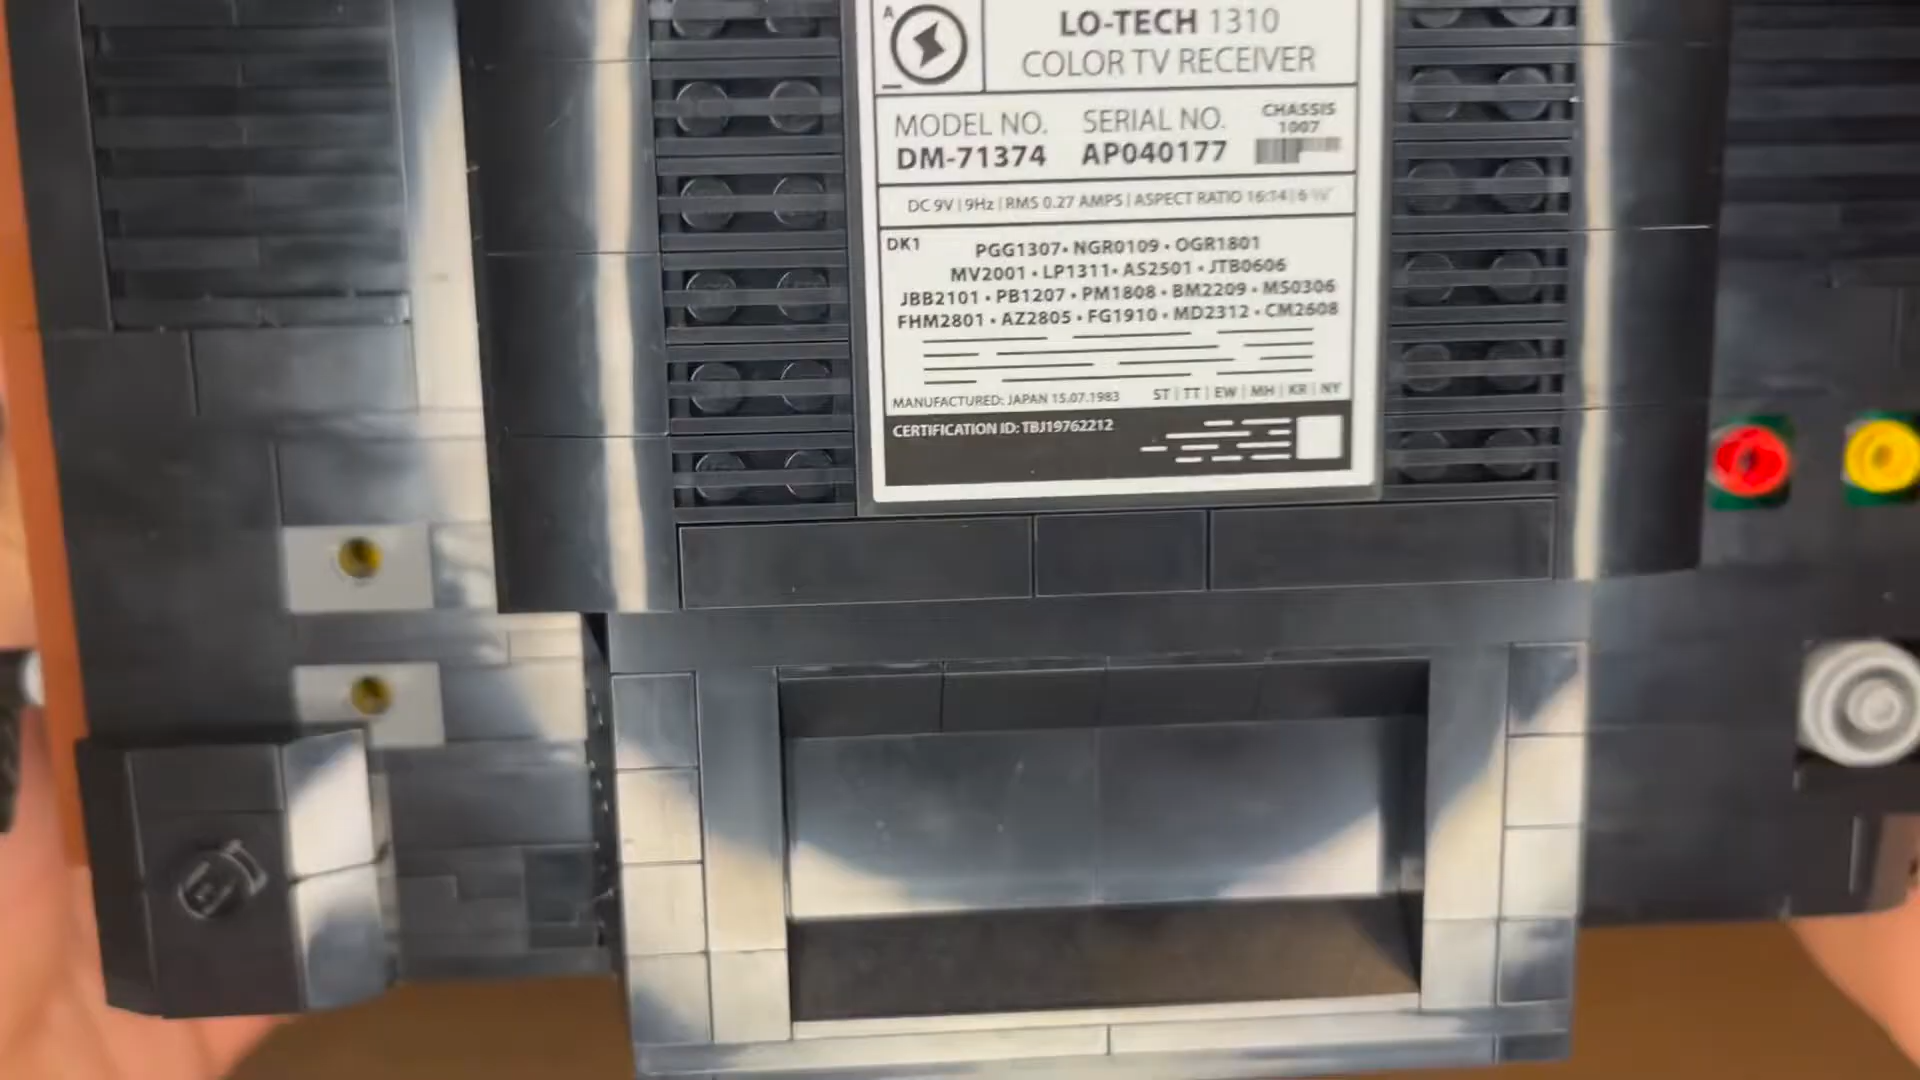 A
LO-TECH 1310
COLOR TV RECEIVER
MODEL NO. SERIAL NO. CHASSIS
DM-71374 AP040177 1007
DC 9V | 9Hz | RMS 0.27 AMPS | ASPECT RATIO 16:14 | 6
DK1
PGG1307 • NGR0109 • OGR1801
MV2001 • LP1311 • AS2501 • JTB0606
JBB2101 • PB1207 • PM1808 • BM2209 • MS0306
FHM2801 • AZ2805 • FG1910 • MD2312 • CM2608
MANUFACTURED: JAPAN 15.07.1983 ST | TT | EW | MH | KR | NY
CERTIFICATION ID: TBJ19762212